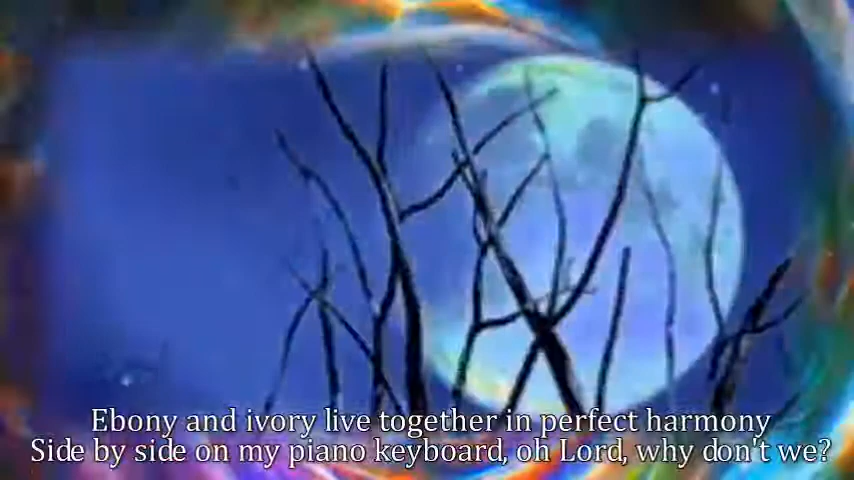 Ebony and ivory live together in perfect harmony
Side by side on my piano keyboard, oh Lord, why don't we?